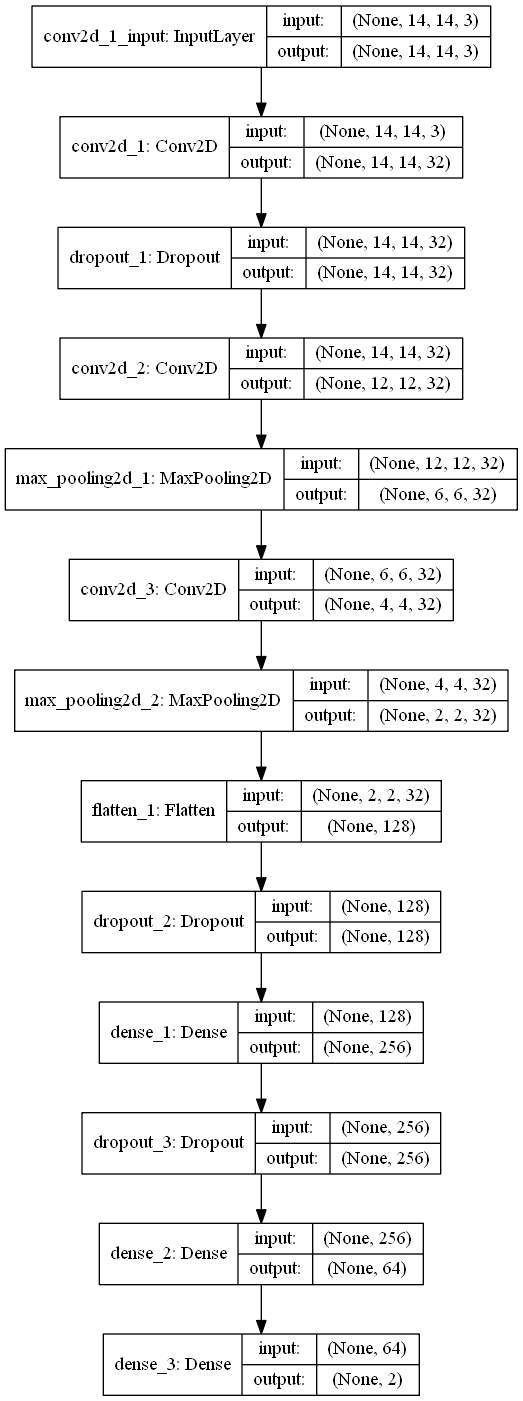 conv2d_1_input: InputLayer
input: (None, 14, 14, 3)
output: (None, 14, 14, 3)
conv2d_1: Conv2D
input: (None, 14, 14, 3)
output: (None, 14, 14, 32)
dropout_1: Dropout
input: (None, 14, 14, 32)
output: (None, 14, 14, 32)
conv2d_2: Conv2D
input: (None, 14, 14, 32)
output: (None, 12, 12, 32)
max_pooling2d_1: MaxPooling2D
input: (None, 12, 12, 32)
output: (None, 6, 6, 32)
conv2d_3: Conv2D
input: (None, 6, 6, 32)
output: (None, 4, 4, 32)
max_pooling2d_2: MaxPooling2D
input: (None, 4, 4, 32)
output: (None, 2, 2, 32)
flatten_1: Flatten
input: (None, 2, 2, 32)
output: (None, 128)
dropout_2: Dropout
input: (None, 128)
output: (None, 128)
dense_1: Dense
input: (None, 128)
output: (None, 256)
dropout_3: Dropout
input: (None, 256)
output: (None, 256)
dense_2: Dense
input: (None, 256)
output: (None, 64)
dense_3: Dense
input: (None, 64)
output: (None, 2)